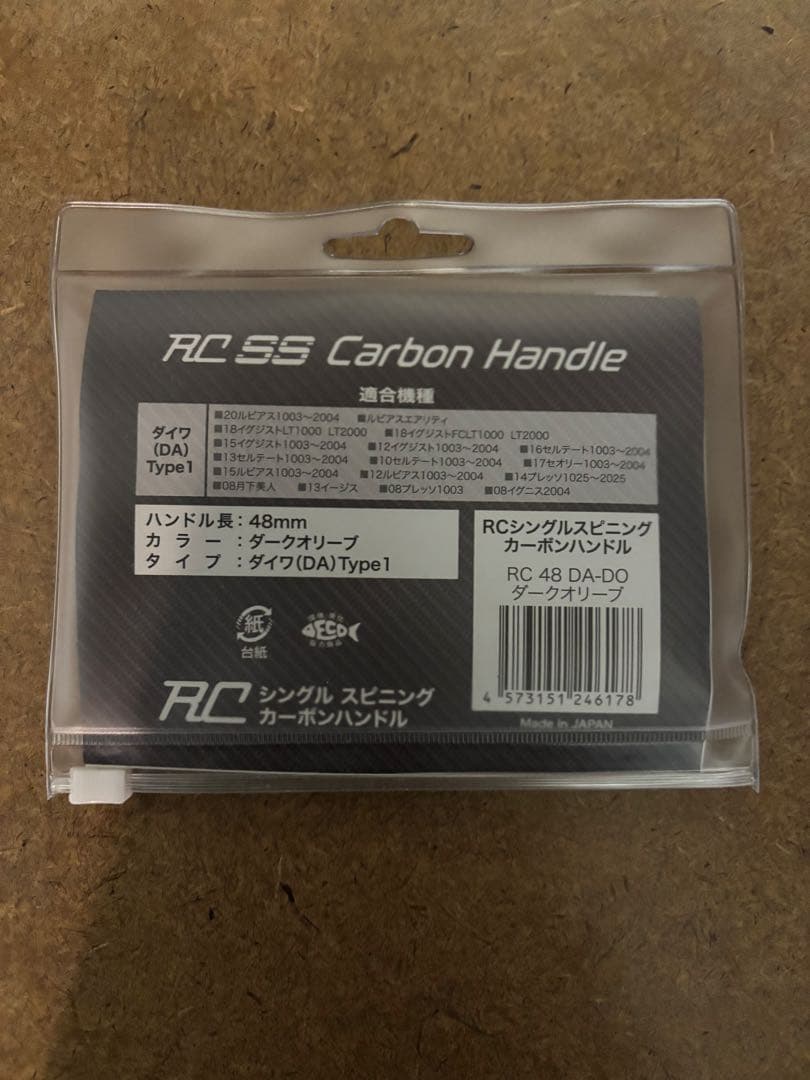 RC SS Carbon Handle
適合機種
ダイワ
(DA)
Type1
■20ルビアス1003〜2004 ■ルビアスエアリティ
■18イグジストLT1000 LT2000 ■18イグジストFCLT1000 LT2000
■15イグジスト1003〜2004 ■12イグジスト1003〜2004 ■16セルテート1003〜2004
■13セルテート1003〜2004 ■10セルテート1003〜2004 ■17セオリー1003〜2004
■15ルビアス1003〜2004 ■12ルビアス1003〜2004 ■14プレッソ1025〜2025
■08月下美人 ■13イージス ■08プレッソ1003 ■08イグニス2004
ハンドル長：48mm
カラー：ダークオリーブ
タイプ：ダイワ(DA)Type1
RCシングルスピニング
カーボンハンドル
RC 48 DA-DO
ダークオリーブ
4 573151 246178
紙
台紙
ECO
RC シングル スピニング
カーボンハンドル
Made in JAPAN